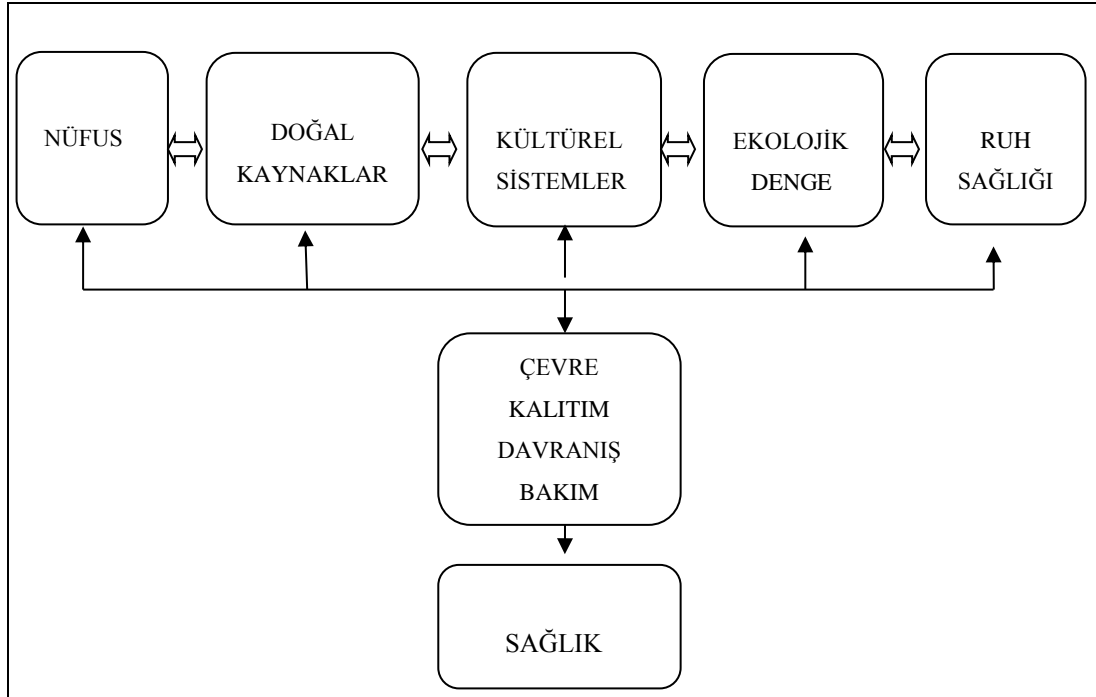 NÜFUS
DOĞAL
KAYNAKLAR
KÜLTÜREL
SİSTEMLER
EKOLOJİK
DENGE
RUH
SAĞLIĞI
ÇEVRE
KALITIM
DAVRANIŞ
BAKIM
SAĞLIK